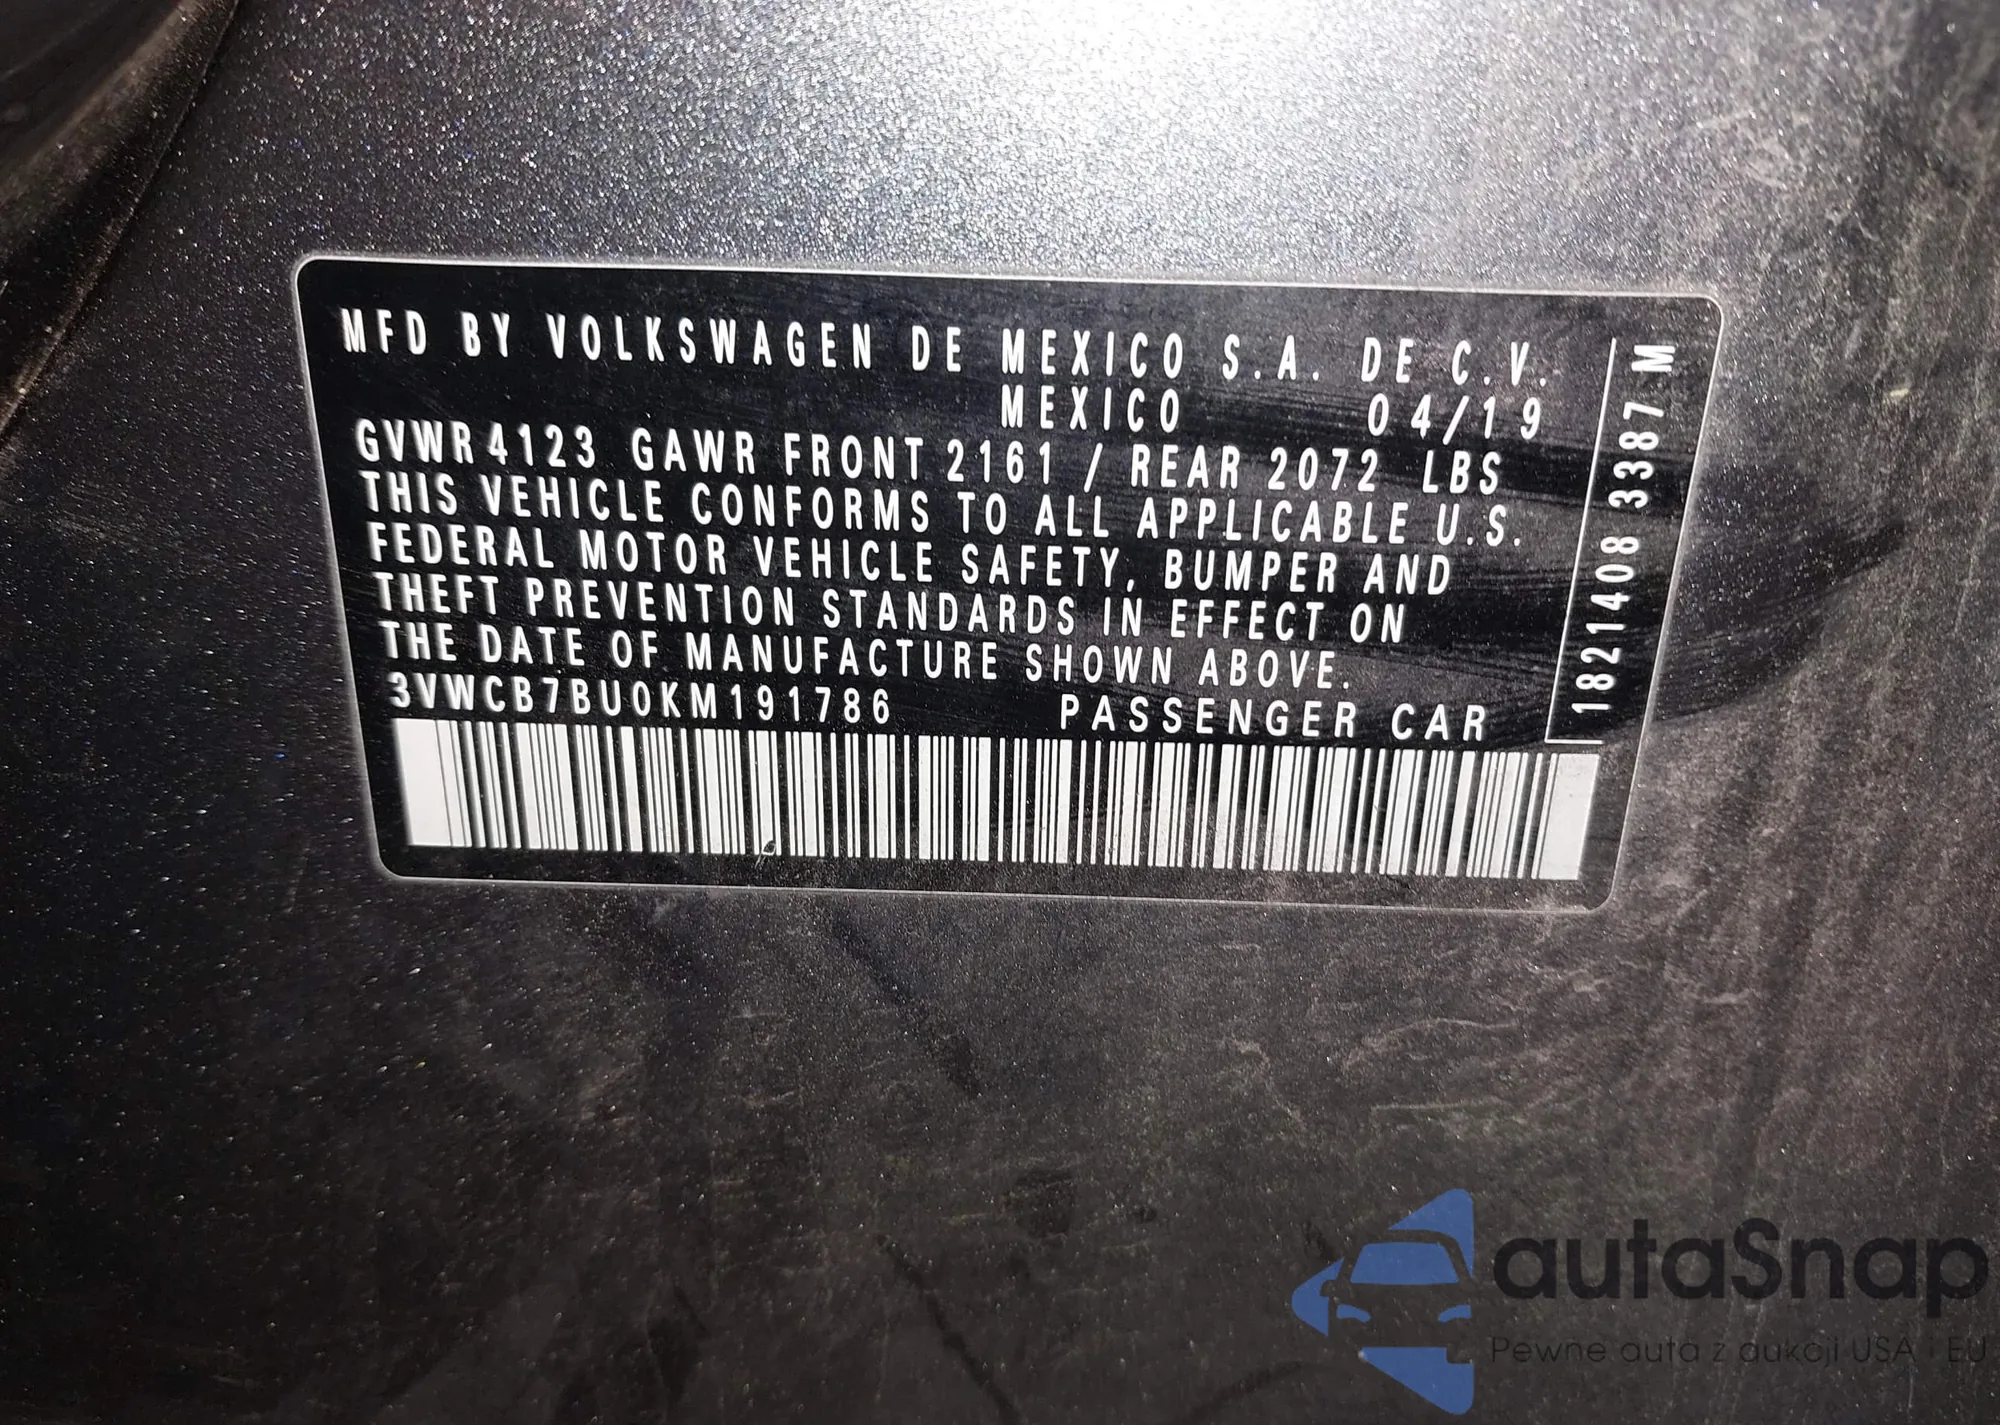 MFD BY VOLKSWAGEN DE MEXICO S.A. DE C.V.
MEXICO 04/19
GVWR 4123 GAWR FRONT 2161 / REAR 2072 LBS
THIS VEHICLE CONFORMS TO ALL APPLICABLE U.S.
FEDERAL MOTOR VEHICLE SAFETY, BUMPER AND
THEFT PREVENTION STANDARDS IN EFFECT ON
THE DATE OF MANUFACTURE SHOWN ABOVE.
3VWCB7BU0KM191786 PASSENGER CAR
1821408 3387 M
autaSnap
Pewne auta z aukcji USA i EU